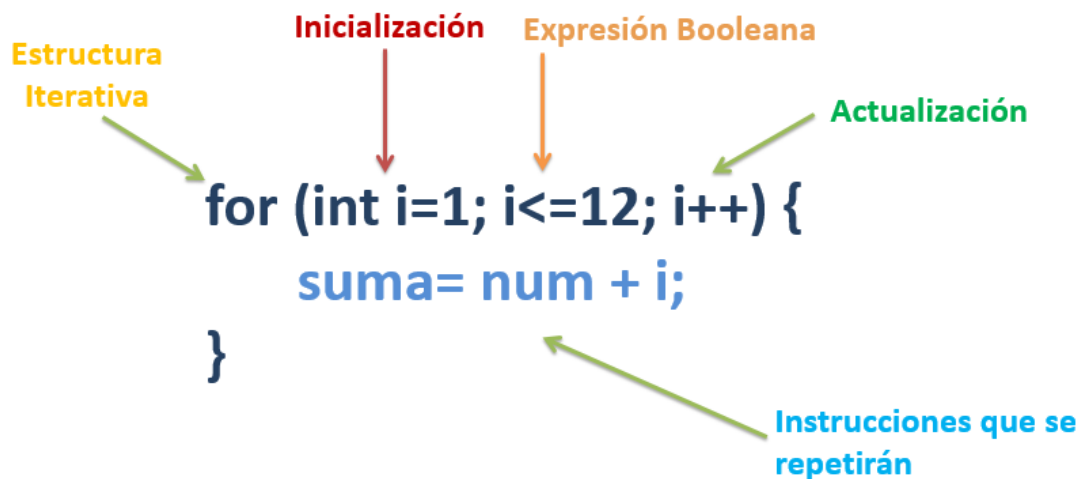 Inicialización
Expresión Booleana
Estructura
Iterativa
Actualización
for (int i=1; i<=12; i++) {
suma= num + i;
}
Instrucciones que se
repetirán